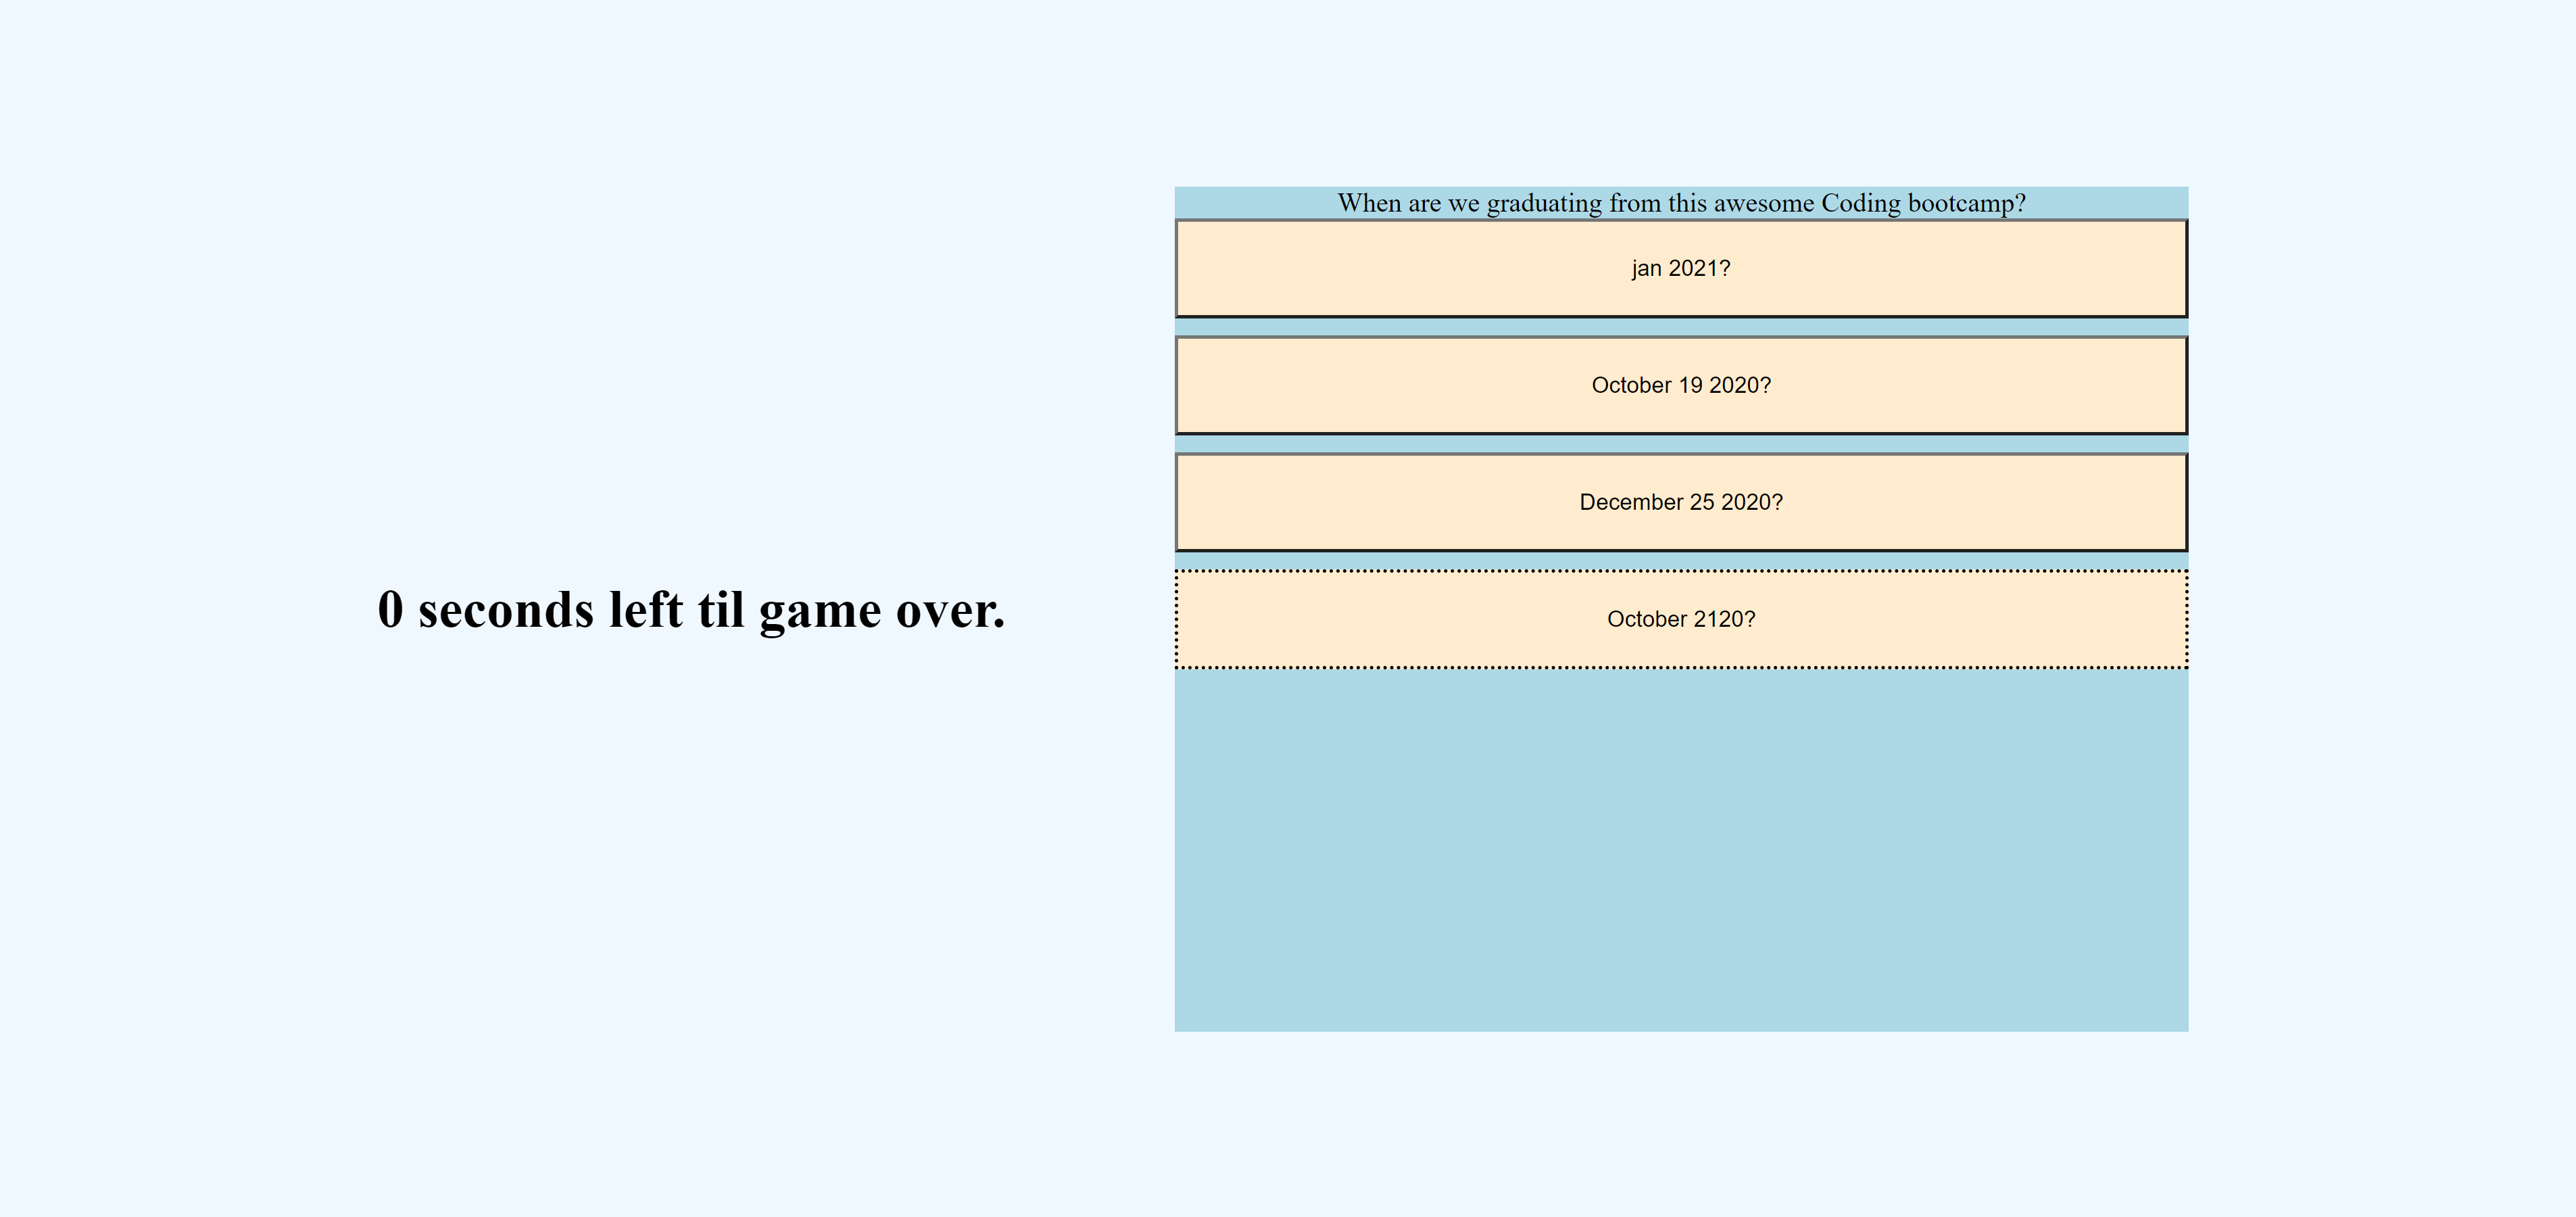 0 seconds left til game over.
When are we graduating from this awesome Coding bootcamp?
jan 2021?
October 19 2020?
December 25 2020?
October 2120?